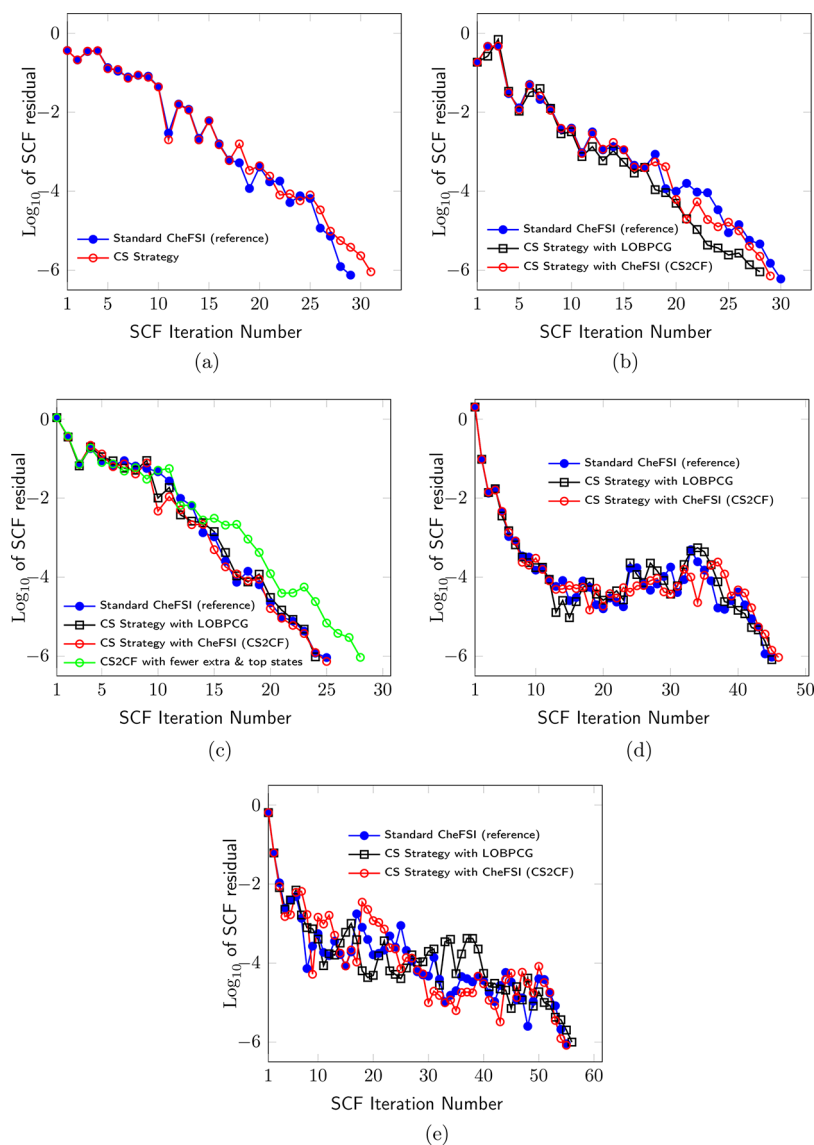 0
−2
−4
−6
Log10 of SCF residual
Standard CheFSI (reference)
CS Strategy
1 5 10 15 20 25 30
SCF Iteration Number
(a)
0
−2
−4
−6
Log10 of SCF residual
Standard CheFSI (reference)
CS Strategy with LOBPCG
CS Strategy with CheFSI (CS2CF)
1 5 10 15 20 25 30
SCF Iteration Number
(b)
0
−2
−4
−6
Log10 of SCF residual
Standard CheFSI (reference)
CS Strategy with LOBPCG
CS Strategy with CheFSI (CS2CF)
CS2CF with fewer extra & top states
1 5 10 15 20 25 30
SCF Iteration Number
(c)
0
−2
−4
−6
Log10 of SCF residual
Standard CheFSI (reference)
CS Strategy with LOBPCG
CS Strategy with CheFSI (CS2CF)
1 10 20 30 40 50
SCF Iteration Number
(d)
0
−2
−4
−6
Log10 of SCF residual
Standard CheFSI (reference)
CS Strategy with LOBPCG
CS Strategy with CheFSI (CS2CF)
1 10 20 30 40 50 60
SCF Iteration Number
(e)